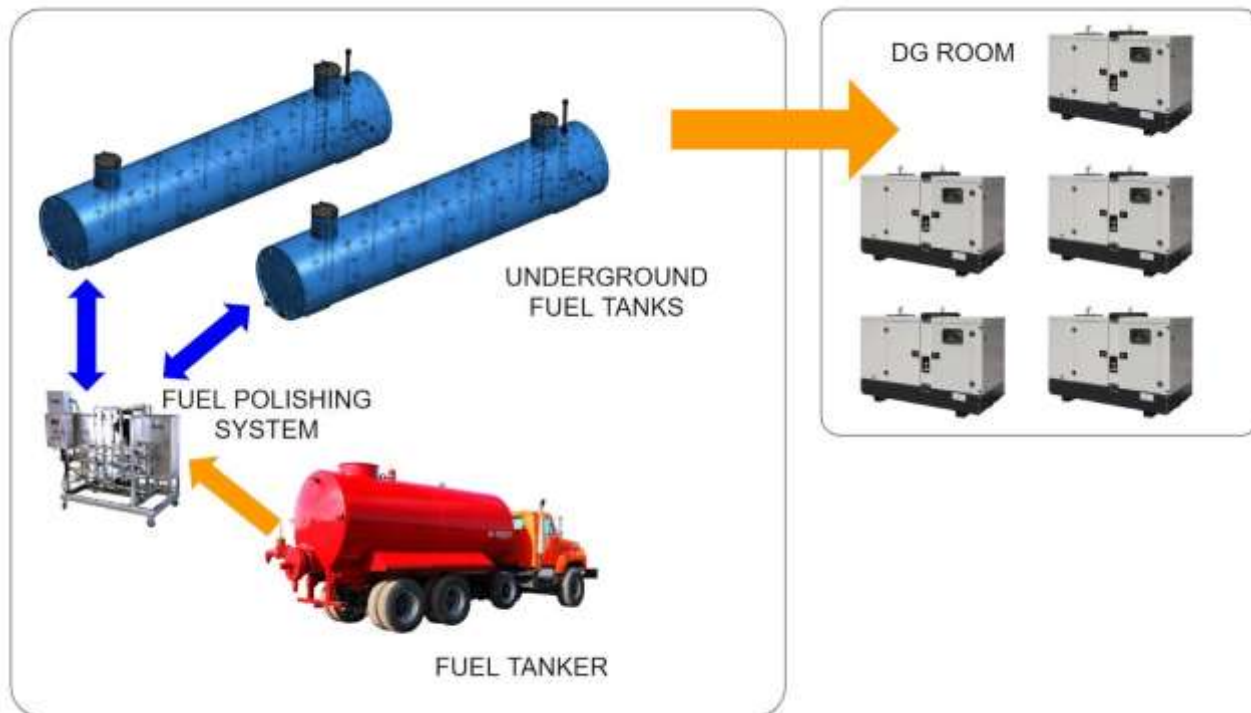 DG ROOM
UNDERGROUND
FUEL TANKS
FUEL POLISHING
SYSTEM
FUEL TANKER